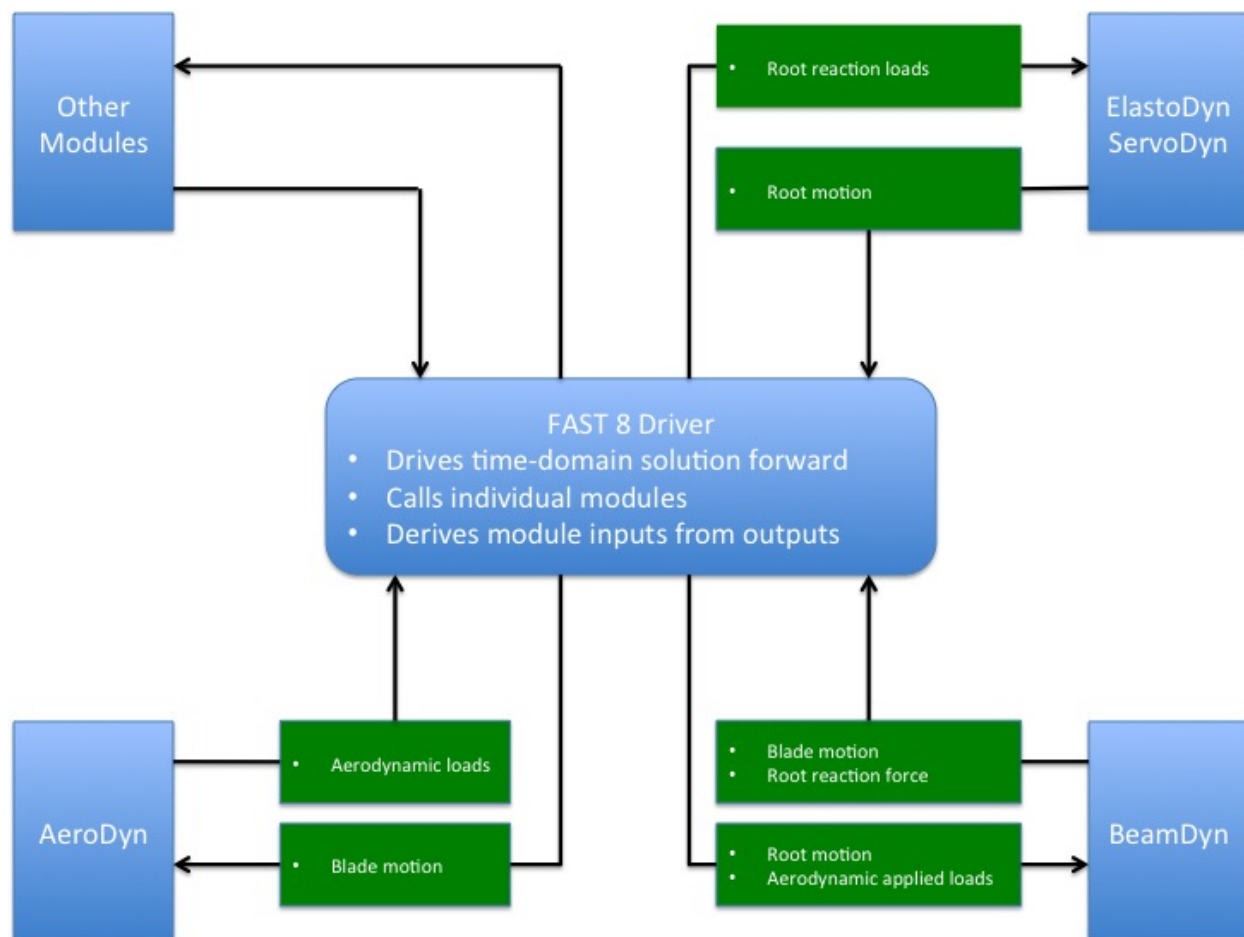 Other
Modules
• Root reaction loads
• Root motion
ElastoDyn
ServoDyn
FAST 8 Driver
• Drives time-domain solution forward
• Calls individual modules
• Derives module inputs from outputs
AeroDyn
• Aerodynamic loads
• Blade motion
• Blade motion
• Root reaction force
• Root motion
• Aerodynamic applied loads
BeamDyn